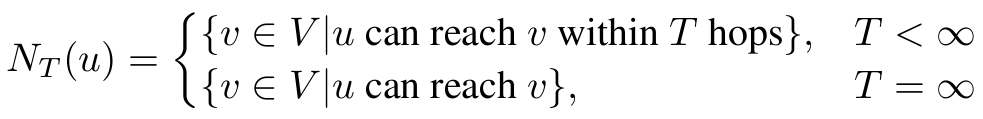 N_T(u) = { {v ∈ V|u can reach v within T hops}, T < ∞
{v ∈ V|u can reach v}, T = ∞